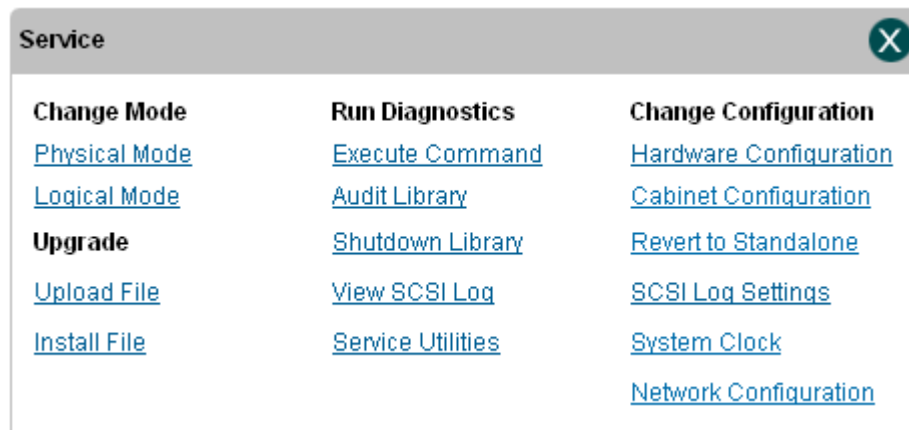 Service
Change Mode
Physical Mode
Logical Mode
Upgrade
Upload File
Install File
Run Diagnostics
Execute Command
Audit Library
Shutdown Library
View SCSI Log
Service Utilities
Change Configuration
Hardware Configuration
Cabinet Configuration
Revert to Standalone
SCSI Log Settings
System Clock
Network Configuration